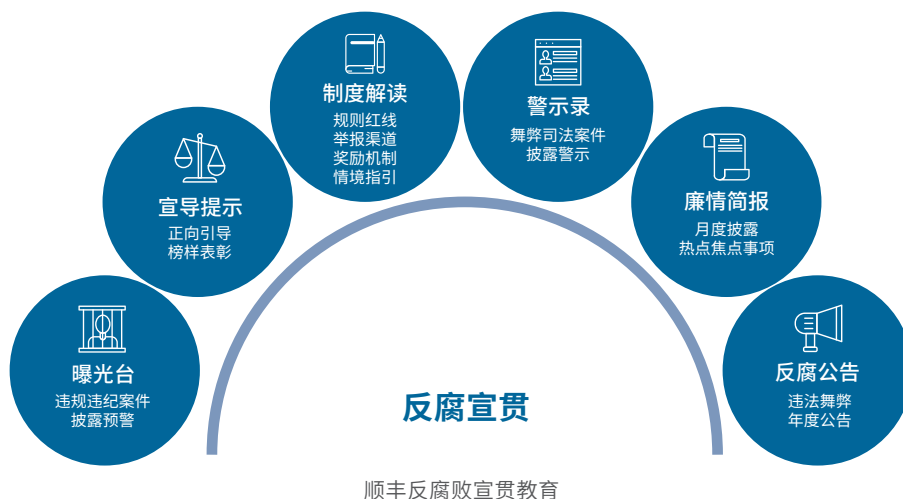 曝光台
违规违纪案件
披露预警
宣导提示
正向引导
榜样表彰
制度解读
规则红线
举报渠道
奖励机制
情境指引
警示录
舞弊司法案件
披露警示
廉情简报
月度披露
热点焦点事项
反腐公告
违法舞弊
年度公告
反腐宣贯
顺丰反腐败宣贯教育